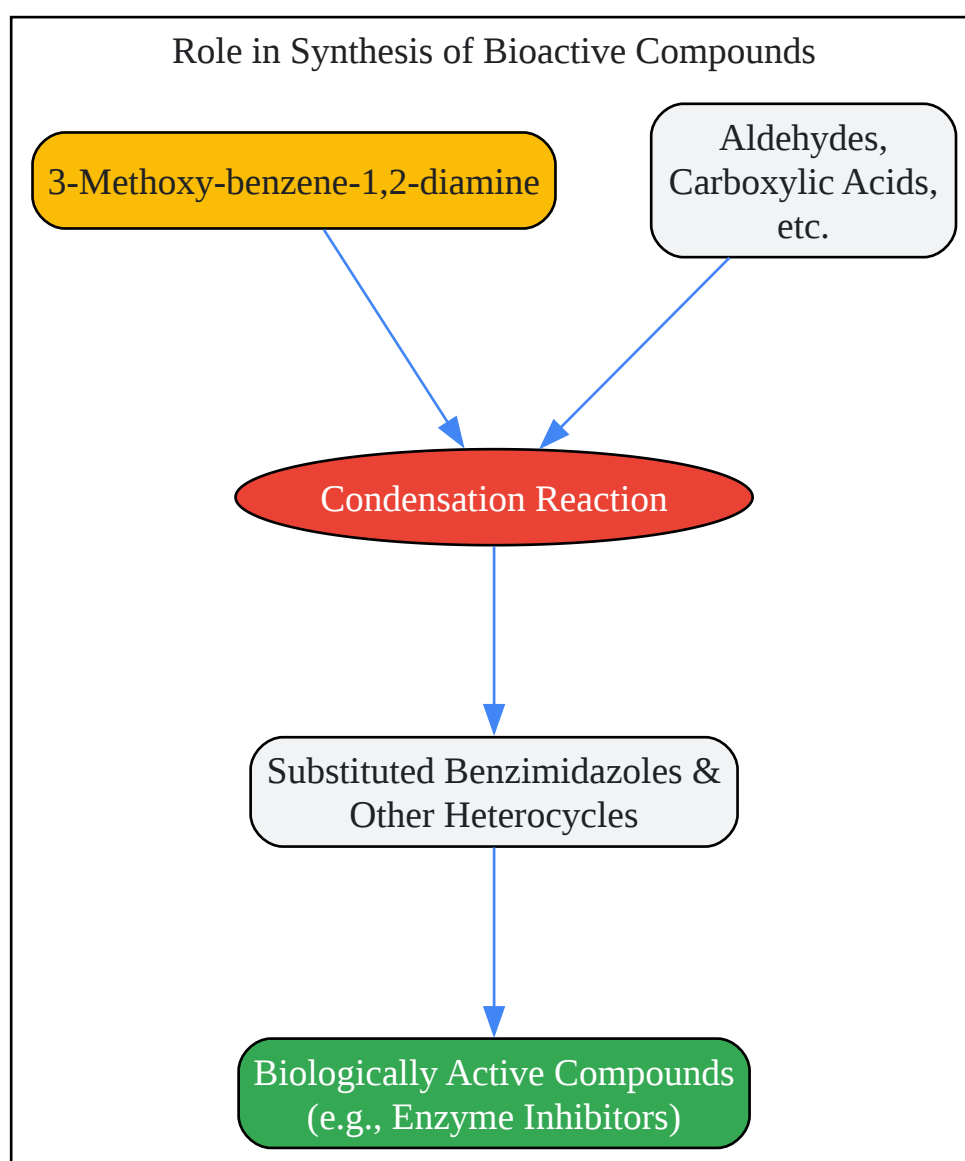 Role in Synthesis of Bioactive Compounds
3-Methoxy-benzene-1,2-diamine
Aldehydes,
Carboxylic Acids,
etc.
Condensation Reaction
Substituted Benzimidazoles &
Other Heterocycles
Biologically Active Compounds
(e.g., Enzyme Inhibitors)